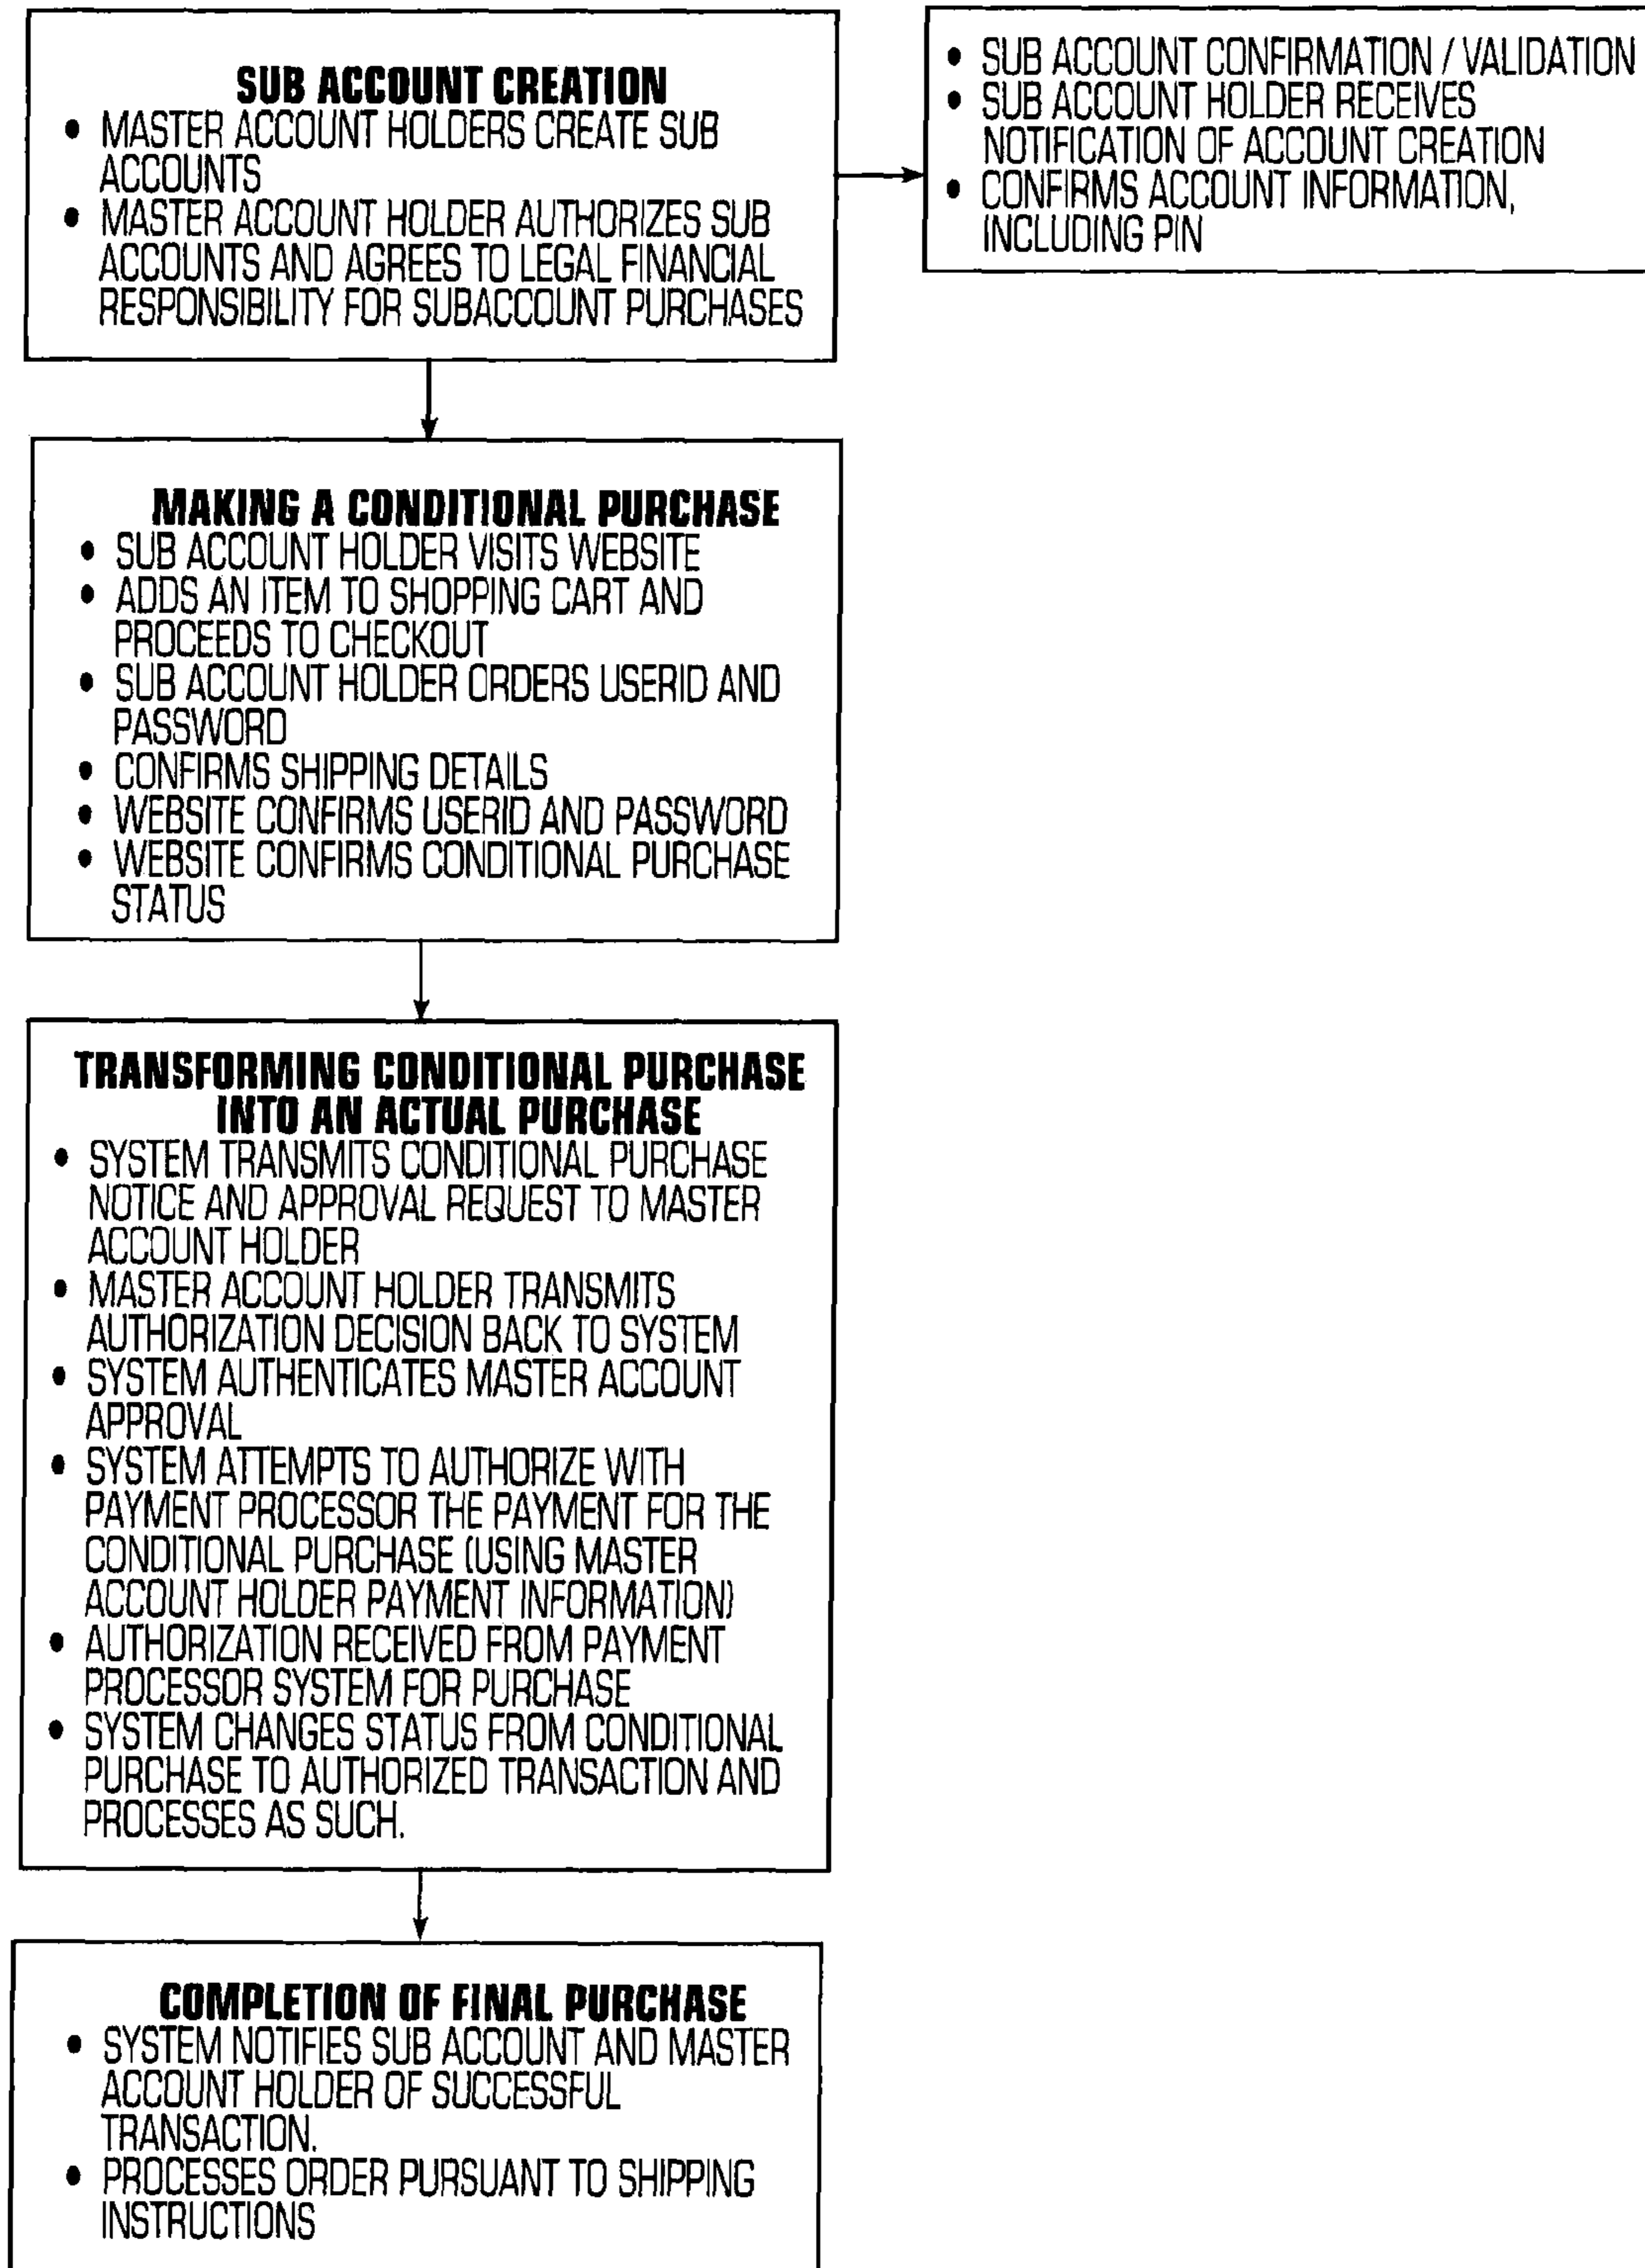 SUB ACCOUNT CREATION
• MASTER ACCOUNT HOLDERS CREATE SUB
ACCOUNTS
• MASTER ACCOUNT HOLDER AUTHORIZES SUB
ACCOUNTS AND AGREES TO LEGAL FINANCIAL
RESPONSIBILITY FOR SUBACCOUNT PURCHASES
• SUB ACCOUNT CONFIRMATION / VALIDATION
• SUB ACCOUNT HOLDER RECEIVES
NOTIFICATION OF ACCOUNT CREATION
• CONFIRMS ACCOUNT INFORMATION,
INCLUDING PIN
MAKING A CONDITIONAL PURCHASE
• SUB ACCOUNT HOLDER VISITS WEBSITE
• ADDS AN ITEM TO SHOPPING CART AND
PROCEEDS TO CHECKOUT
• SUB ACCOUNT HOLDER ORDERS USERID AND
PASSWORD
• CONFIRMS SHIPPING DETAILS
• WEBSITE CONFIRMS USERID AND PASSWORD
• WEBSITE CONFIRMS CONDITIONAL PURCHASE
STATUS
TRANSFORMING CONDITIONAL PURCHASE
INTO AN ACTUAL PURCHASE
• SYSTEM TRANSMITS CONDITIONAL PURCHASE
NOTICE AND APPROVAL REQUEST TO MASTER
ACCOUNT HOLDER
• MASTER ACCOUNT HOLDER TRANSMITS
AUTHORIZATION DECISION BACK TO SYSTEM
• SYSTEM AUTHENTICATES MASTER ACCOUNT
APPROVAL
• SYSTEM ATTEMPTS TO AUTHORIZE WITH
PAYMENT PROCESSOR THE PAYMENT FOR THE
CONDITIONAL PURCHASE (USING MASTER
ACCOUNT HOLDER PAYMENT INFORMATION)
• AUTHORIZATION RECEIVED FROM PAYMENT
PROCESSOR SYSTEM FOR PURCHASE
• SYSTEM CHANGES STATUS FROM CONDITIONAL
PURCHASE TO AUTHORIZED TRANSACTION AND
PROCESSES AS SUCH.
COMPLETION OF FINAL PURCHASE
• SYSTEM NOTIFIES SUB ACCOUNT AND MASTER
ACCOUNT HOLDER OF SUCCESSFUL
TRANSACTION.
• PROCESSES ORDER PURSUANT TO SHIPPING
INSTRUCTIONS